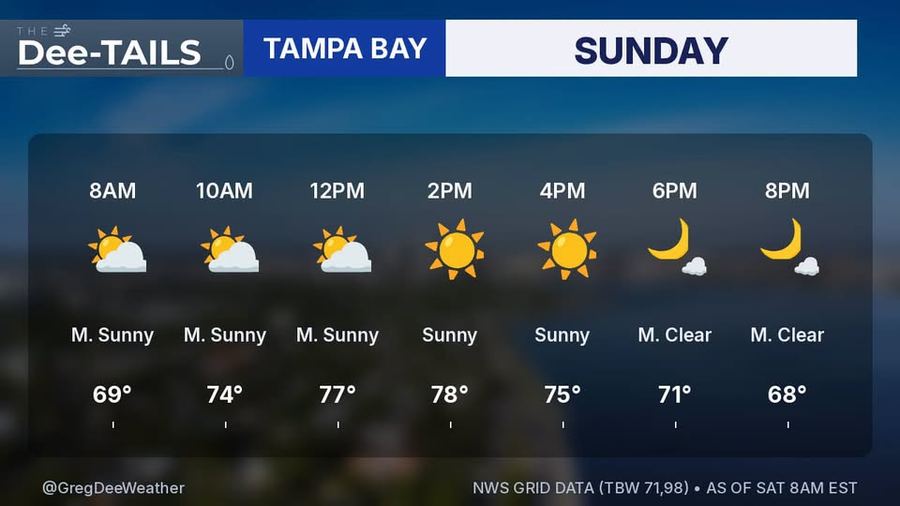 THE
Dee-TAILS
TAMPA BAY
SUNDAY
8AM 10AM 12PM 2PM 4PM 6PM 8PM
M. Sunny M. Sunny M. Sunny Sunny Sunny M. Clear M. Clear
69° 74° 77° 78° 75° 71° 68°
@GregDeeWeather
NWS GRID DATA (TBW 71,98) • AS OF SAT 8AM EST